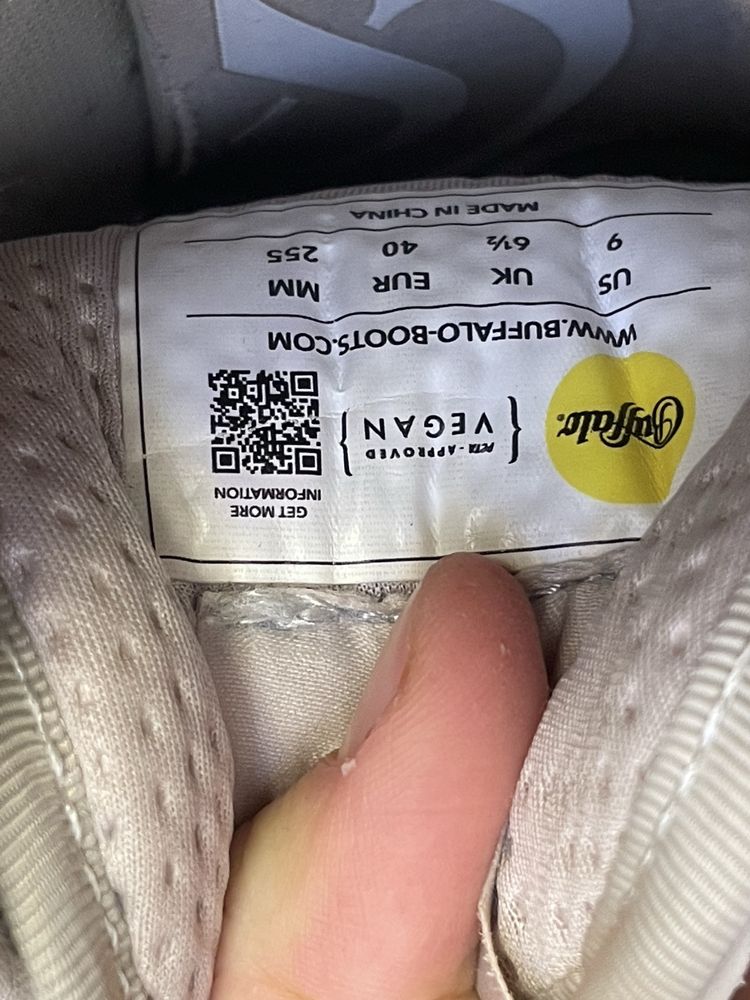 Buffalo®
{PETA - APPROVED
VEGAN}
GET MORE
INFORMATION
WWW.BUFFALO-BOOTS.COM
US UK EUR MM
9 6½ 40 255
MADE IN CHINA